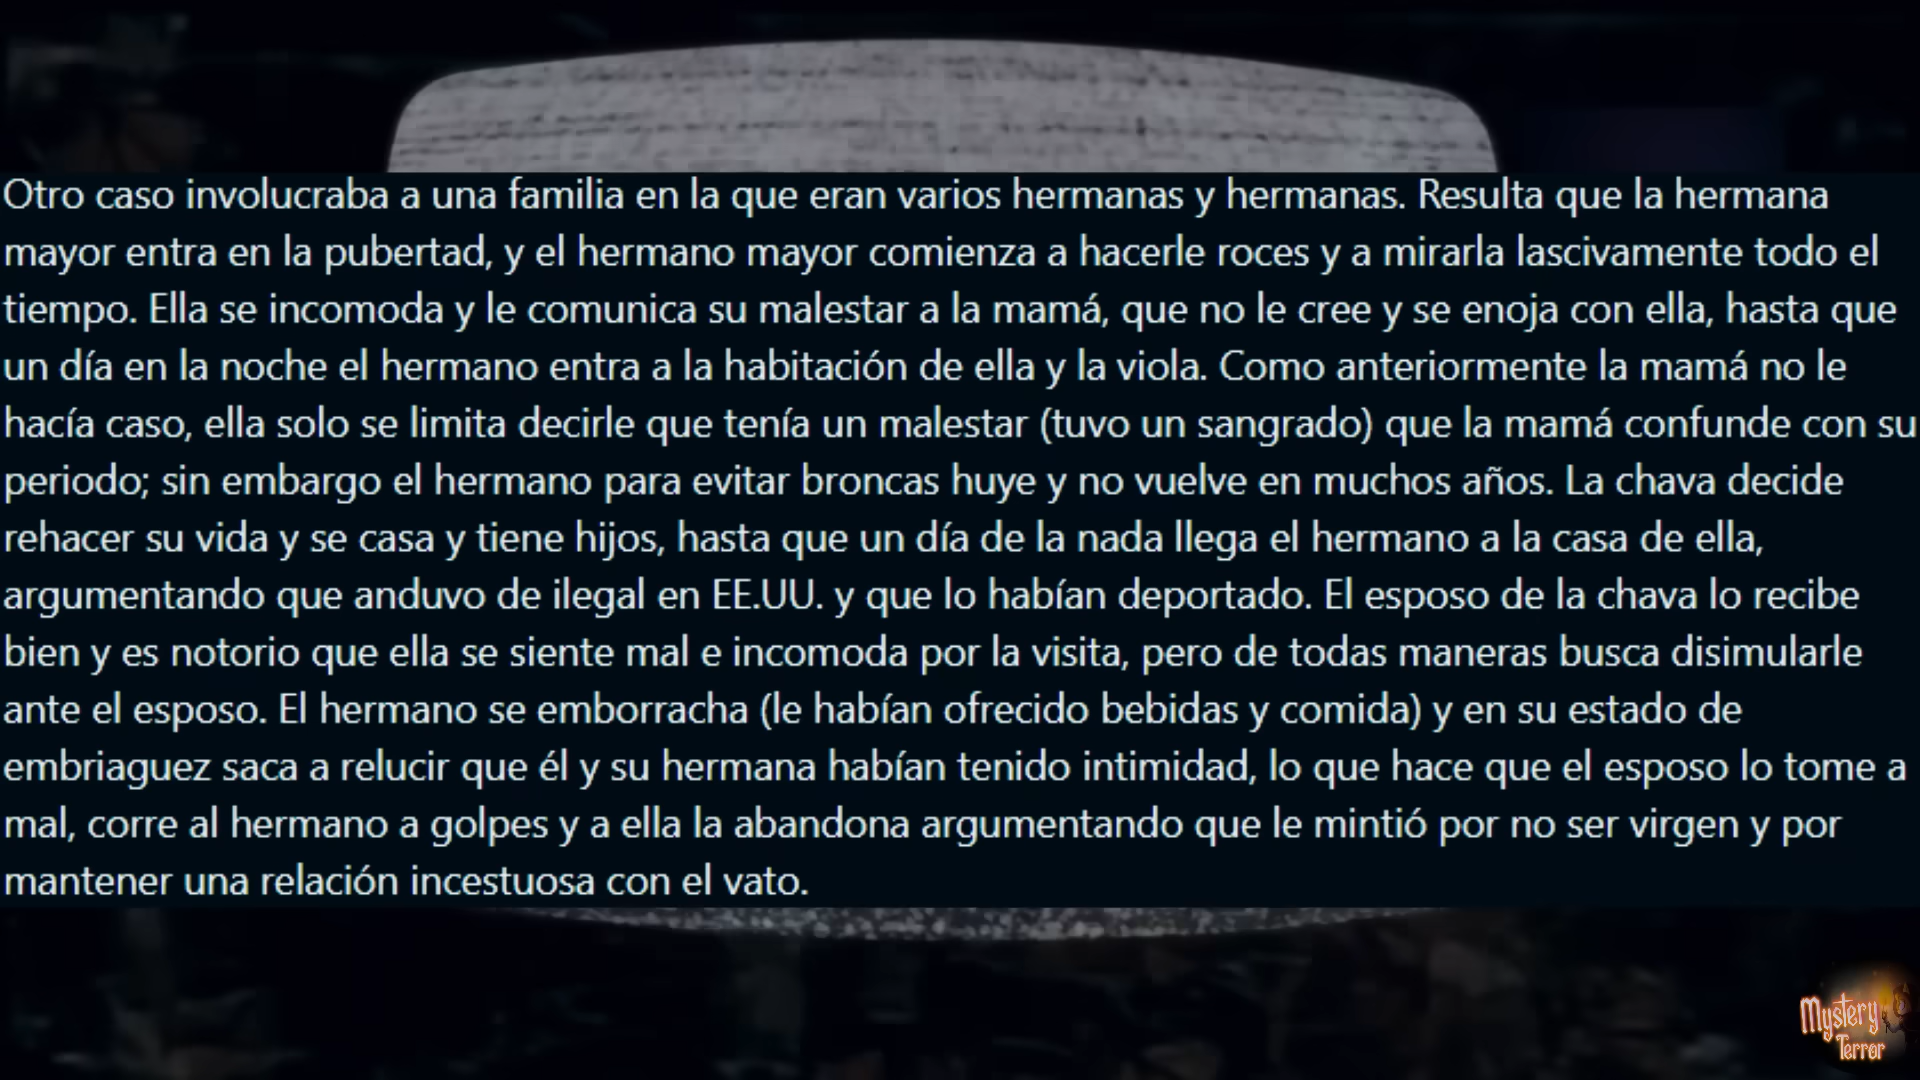 Otro caso involucraba a una familia en la que eran varios hermanas y hermanas. Resulta que la hermana
mayor entra en la pubertad, y el hermano mayor comienza a hacerle roces y a mirarla lascivamente todo el
tiempo. Ella se incomoda y le comunica su malestar a la mamá, que no le cree y se enoja con ella, hasta que
un día en la noche el hermano entra a la habitación de ella y la viola. Como anteriormente la mamá no le
hacía caso, ella solo se limita decirle que tenía un malestar (tuvo un sangrado) que la mamá confunde con su
periodo; sin embargo el hermano para evitar broncas huye y no vuelve en muchos años. La chava decide
rehacer su vida y se casa y tiene hijos, hasta que un día de la nada llega el hermano a la casa de ella,
argumentando que anduvo de ilegal en EE.UU. y que lo habían deportado. El esposo de la chava lo recibe
bien y es notorio que ella se siente mal e incomoda por la visita, pero de todas maneras busca disimularle
ante el esposo. El hermano se emborracha (le habían ofrecido bebidas y comida) y en su estado de
embriaguez saca a relucir que él y su hermana habían tenido intimidad, lo que hace que el esposo lo tome a
mal, corre al hermano a golpes y a ella la abandona argumentando que le mintió por no ser virgen y por
mantener una relación incestuosa con el vato.
Mystery
Terror